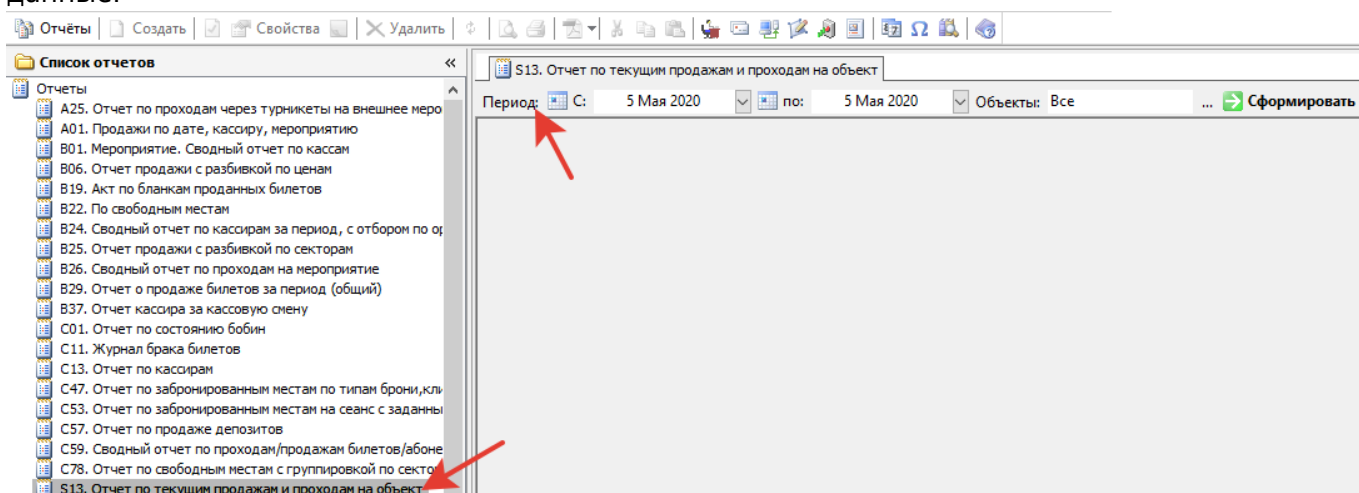 данные.
Отчёты Создать Свойства Удалить
Список отчетов «
Отчеты
A25. Отчет по проходам через турникеты на внешнее меро
A01. Продажи по дате, кассиру, мероприятию
B01. Мероприятие. Сводный отчет по кассам
B06. Отчет продажи с разбивкой по ценам
B19. Акт по бланкам проданных билетов
B22. По свободным местам
B24. Сводный отчет по кассирам за период, с отбором по ор
B25. Отчет продажи с разбивкой по секторам
B26. Сводный отчет по проходам на мероприятие
B29. Отчет о продаже билетов за период (общий)
B37. Отчет кассира за кассовую смену
C01. Отчет по состоянию бобин
C11. Журнал брака билетов
C13. Отчет по кассирам
C47. Отчет по забронированным местам по типам брони,кли
C53. Отчет по забронированным местам на сеанс с заданны
C57. Отчет по продаже депозитов
C59. Сводный отчет по проходам/продажам билетов/абоне
C78. Отчет по свободным местам с группировкой по секто
S13. Отчет по текущим продажам и проходам на объект
S13. Отчет по текущим продажам и проходам на объект
Период: С: 5 Мая 2020 по: 5 Мая 2020 Объекты: Все ... Сформировать